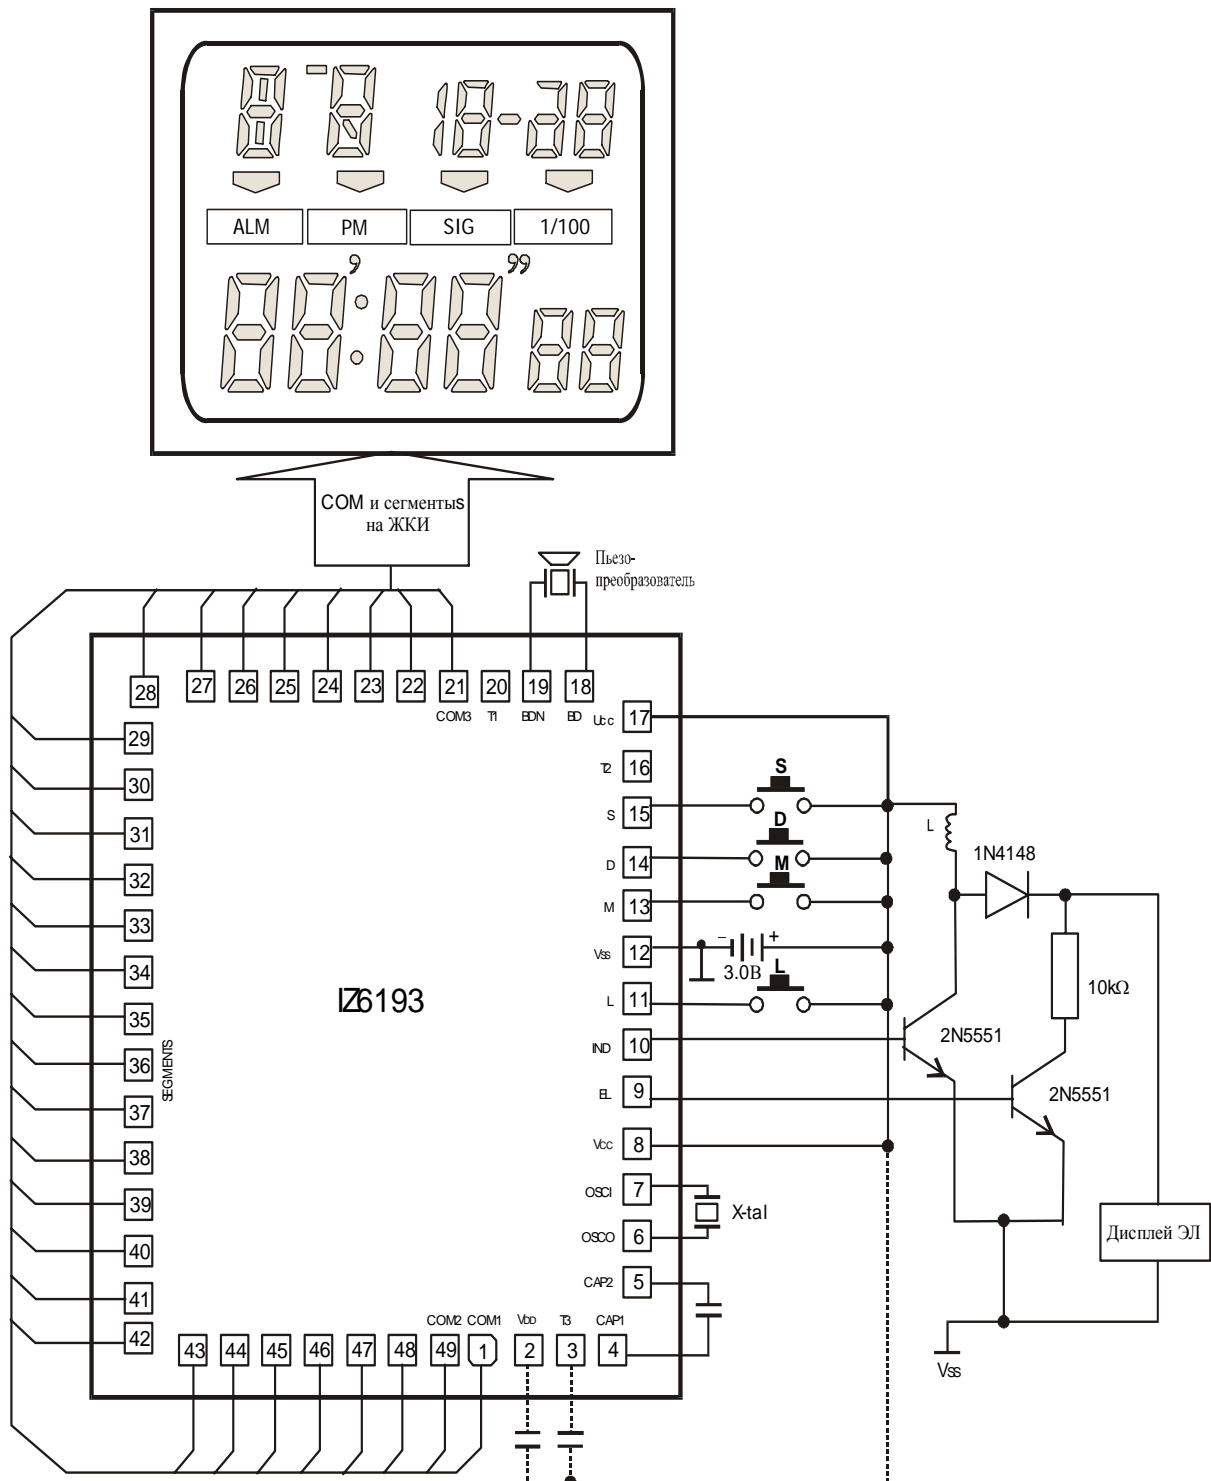 ALM PM SIG 1/100
COM и сегментыs
на ЖКИ
Пьезо-
преобразователь
28 27 26 25 24 23 22 21 20 19 18
COM3 T1 BDN BD
Ucc 17
29
T2 16
30
S
S 15
31
D
L
1N4148
D 14
32
M
M 13
33
− +
Vss 12
3.0В
34
L
L 11
10kΩ
IZ6193
35
IND 10
2N5551
36
SEGMENTS
EL 9
2N5551
37
Vcc 8
38
OSCI 7
39
X-tal
OSCO 6
Дисплей ЭЛ
40
CAP2 5
41
COM2 COM1 VDD T3 CAP1
42
43 44 45 46 47 48 49 1 2 3 4
Vss